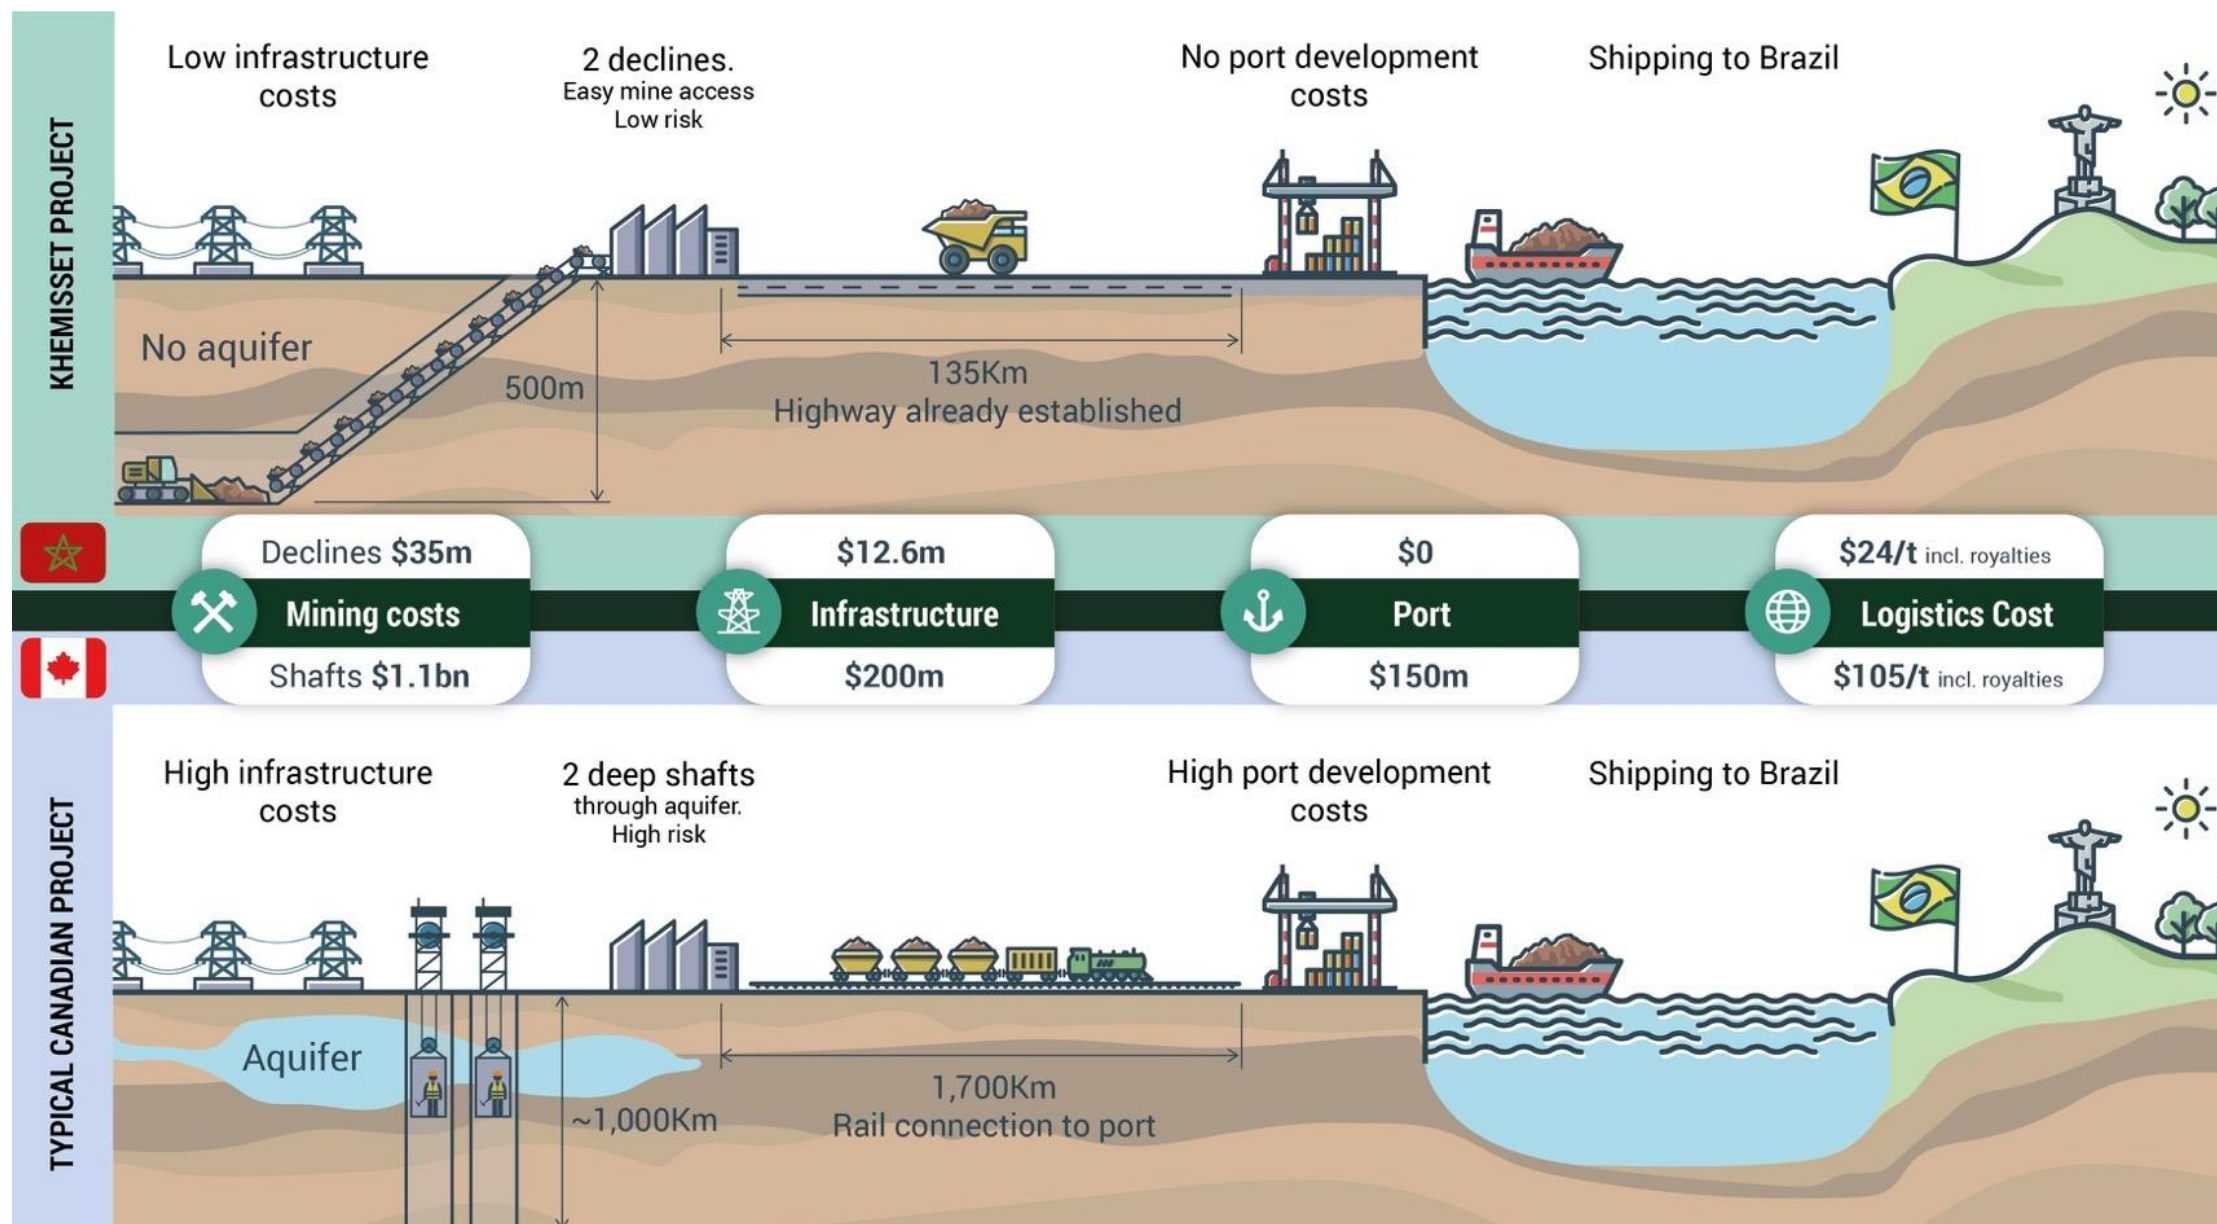 Low infrastructure
costs
2 declines.
Easy mine access
Low risk
No port development
costs
Shipping to Brazil
KHEMISSET PROJECT
No aquifer
500m
135Km
Highway already established
Declines $35m
Mining costs
Shafts $1.1bn
$12.6m
Infrastructure
$200m
$0
Port
$150m
$24/t incl. royalties
Logistics Cost
$105/t incl. royalties
High infrastructure
costs
2 deep shafts
through aquifer.
High risk
High port development
costs
Shipping to Brazil
TYPICAL CANADIAN PROJECT
Aquifer
~1,000Km
1,700Km
Rail connection to port